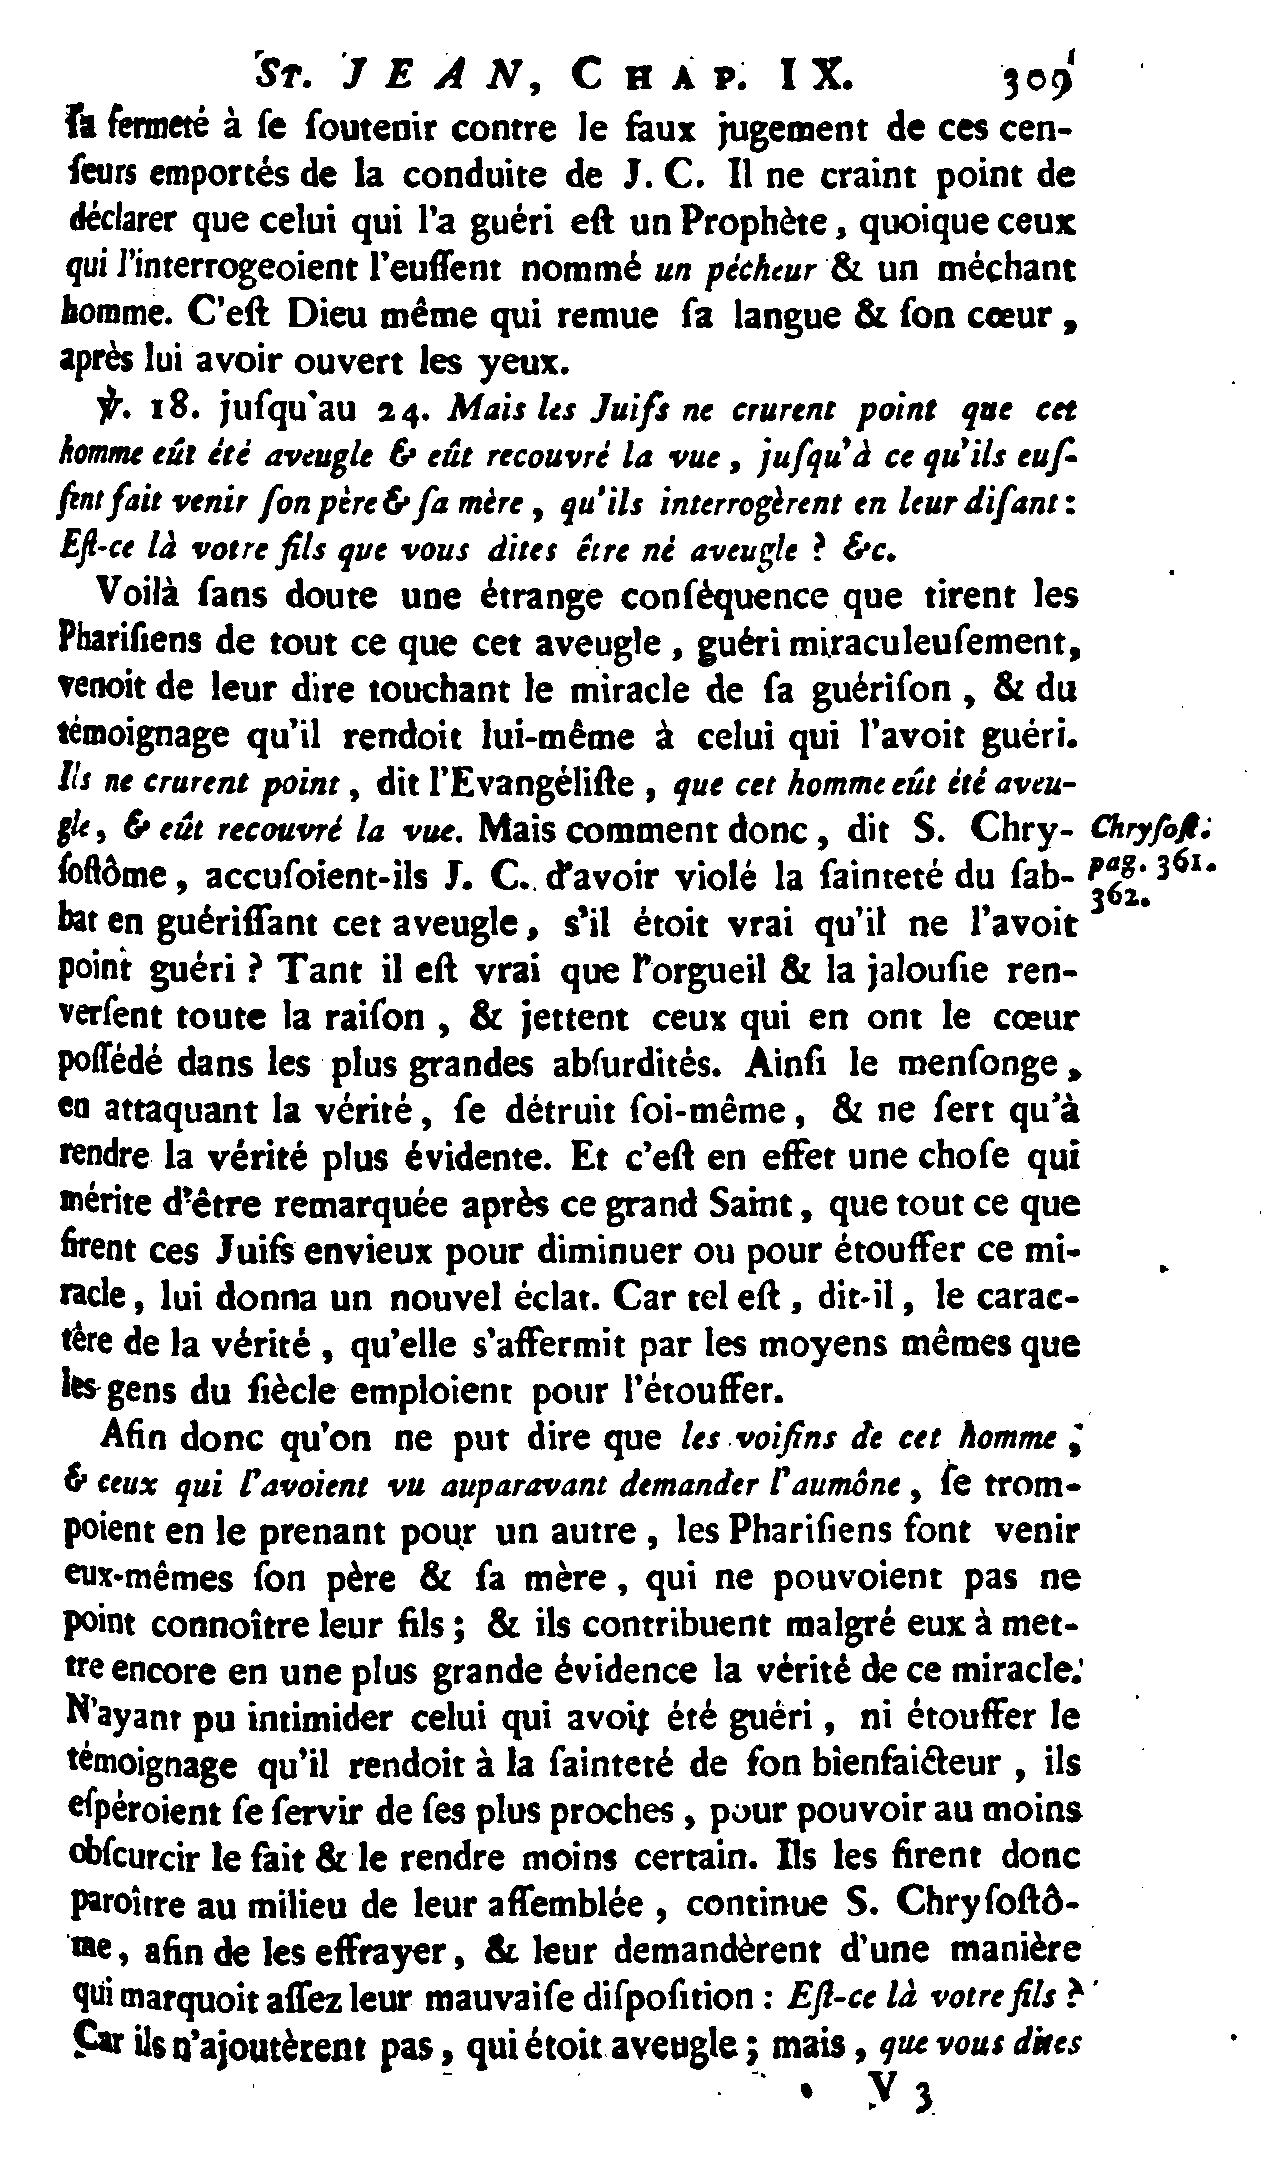 St. JEAN, CHAP. IX. 309
ſa fermeté à ſe ſoutenir contre le faux jugement de ces cen-
ſeurs emportés de la conduite de J. C. Il ne craint point de
déclarer que celui qui l'a guéri eſt un Prophète, quoique ceux
qui l'interrogeoient l'euſſent nommé un pécheur & un méchant
homme. C'eſt Dieu même qui remue ſa langue & ſon cœur,
après lui avoir ouvert les yeux.
℣. 18. juſqu'au 24. Mais les Juifs ne crurent point que cet
homme eût été aveugle & eût recouvré la vue, juſqu'à ce qu'ils euſ-
ſent fait venir ſon père & ſa mère, qu'ils interrogèrent en leur diſant :
Eſt-ce là votre fils que vous dites être né aveugle ? &c.
Voilà ſans doute une étrange conſéquence que tirent les
Phariſiens de tout ce que cet aveugle, guéri miraculeuſement,
venoit de leur dire touchant le miracle de ſa guériſon, & du
témoignage qu'il rendoit lui-même à celui qui l'avoit guéri.
Ils ne crurent point, dit l'Evangéliſte, que cet homme eût été aveu-
gle, & eût recouvré la vue. Mais comment donc, dit S. Chry-
ſoſtôme, accuſoient-ils J. C. d'avoir violé la ſainteté du ſab-
bat en guériſſant cet aveugle, s'il étoit vrai qu'il ne l'avoit
point guéri ? Tant il eſt vrai que l'orgueil & la jalouſie ren-
verſent toute la raiſon, & jettent ceux qui en ont le cœur
poſſédé dans les plus grandes abſurdités. Ainſi le menſonge,
en attaquant la vérité, ſe détruit ſoi-même, & ne ſert qu'à
rendre la vérité plus évidente. Et c'eſt en effet une choſe qui
mérite d'être remarquée après ce grand Saint, que tout ce que
firent ces Juifs envieux pour diminuer ou pour étouffer ce mi-
racle, lui donna un nouvel éclat. Car tel eſt, dit-il, le carac-
tère de la vérité, qu'elle s'affermit par les moyens mêmes que
les gens du ſiècle emploient pour l'étouffer.
Chryſoſt.
pag. 361.
362.
Afin donc qu'on ne put dire que les voiſins de cet homme,
& ceux qui l'avoient vu auparavant demander l'aumône, ſe trom-
poient en le prenant pour un autre, les Phariſiens font venir
eux-mêmes ſon père & ſa mère, qui ne pouvoient pas ne
point connoître leur fils ; & ils contribuent malgré eux à met-
tre encore en une plus grande évidence la vérité de ce miracle.
N'ayant pu intimider celui qui avoit été guéri, ni étouffer le
témoignage qu'il rendoit à la ſainteté de ſon bienfaicteur, ils
eſpéroient ſe ſervir de ſes plus proches, pour pouvoir au moins
obſcurcir le fait & le rendre moins certain. Ils les firent donc
paroître au milieu de leur aſſemblée, continue S. Chryſoſtô-
me, afin de les effrayer, & leur demandèrent d'une manière
qui marquoit aſſez leur mauvaiſe diſpoſition : Eſt-ce là votre fils ?
Car ils n'ajoutèrent pas, qui étoit aveugle ; mais, que vous dites
V 3